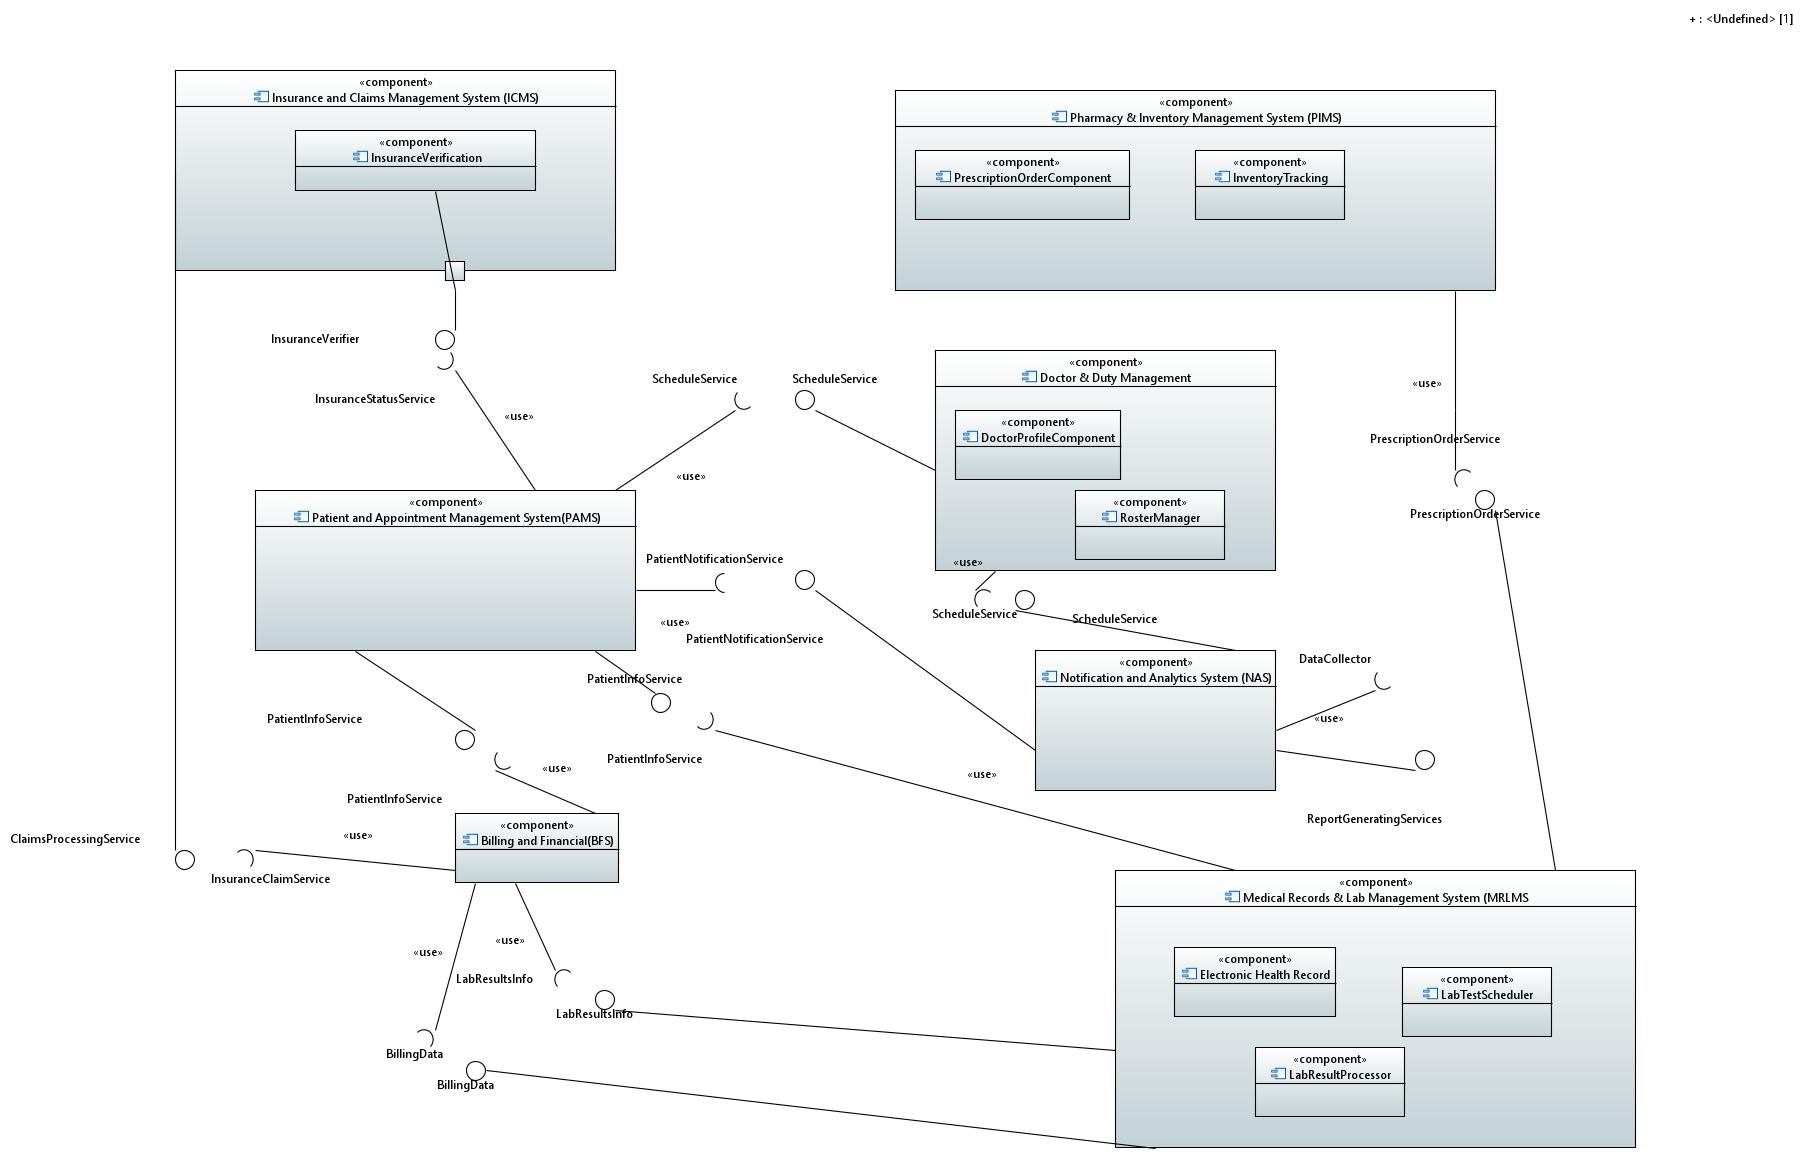 + : <Undefined> [1]
«component»
Insurance and Claims Management System (ICMS)
«component»
InsuranceVerification
«component»
Pharmacy & Inventory Management System (PIMS)
«component»
PrescriptionOrderComponent
«component»
InventoryTracking
InsuranceVerifier
InsuranceStatusService
«use»
ScheduleService
ScheduleService
«use»
«component»
Doctor & Duty Management
«component»
DoctorProfileComponent
«component»
RosterManager
«use»
PrescriptionOrderService
PrescriptionOrderService
«component»
Patient and Appointment Management System(PAMS)
PatientNotificationService
«use»
PatientNotificationService
«use»
ScheduleService
ScheduleService
«component»
Notification and Analytics System (NAS)
DataCollector
«use»
ReportGeneratingServices
PatientInfoService
PatientInfoService
PatientInfoService
«use»
«use»
PatientInfoService
«component»
Billing and Financial(BFS)
ClaimsProcessingService
«use»
InsuranceClaimService
«use»
«use»
LabResultsInfo
LabResultsInfo
BillingData
BillingData
«component»
Medical Records & Lab Management System (MRLMS
«component»
Electronic Health Record
«component»
LabTestScheduler
«component»
LabResultProcessor